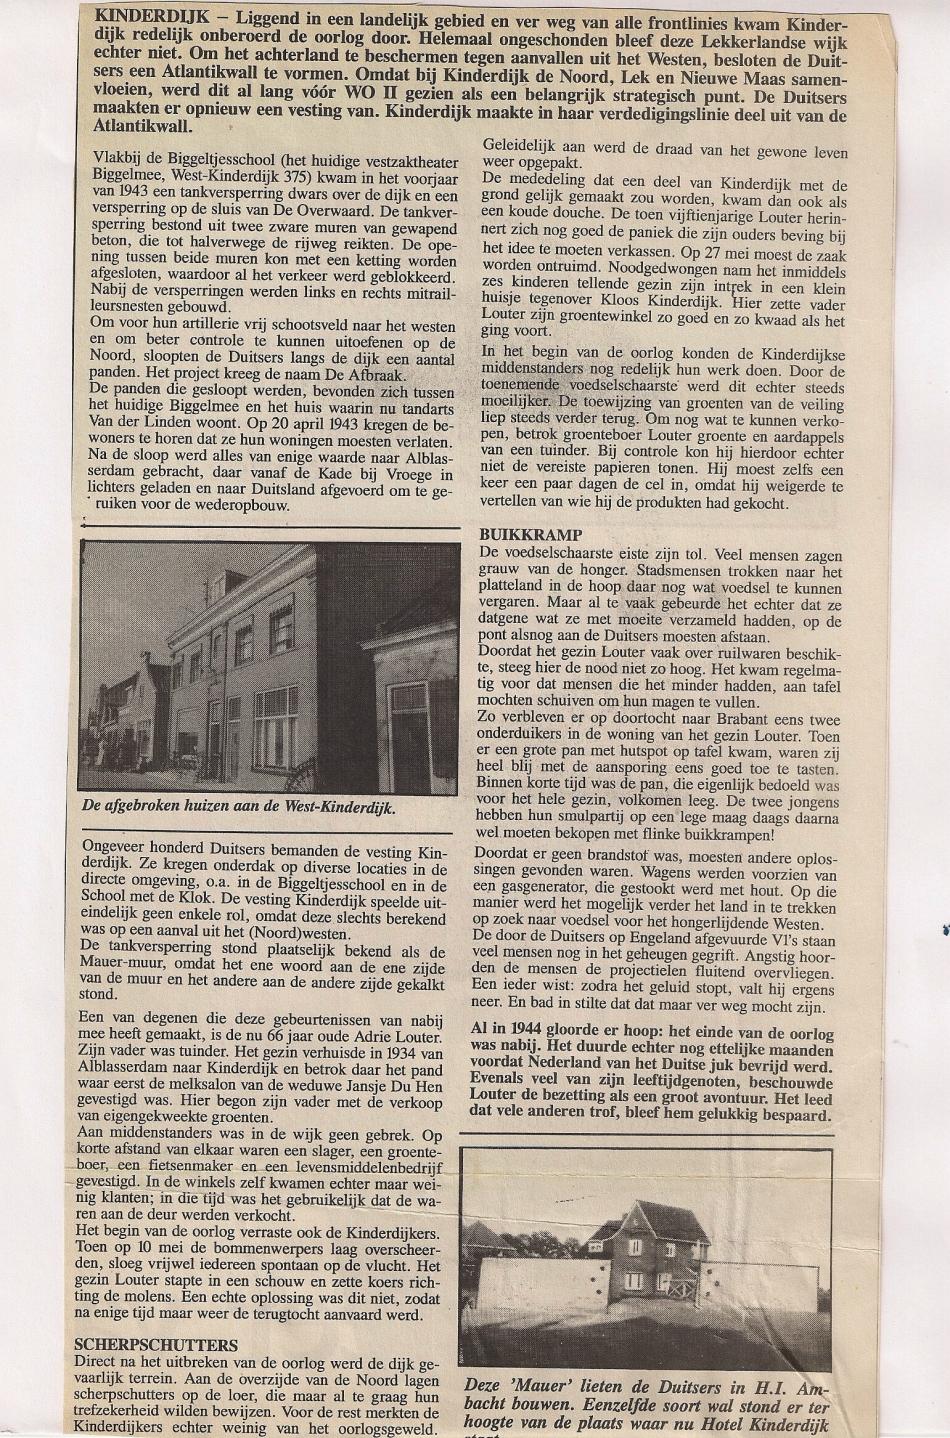 KINDERDIJK – Liggend in een landelijk gebied en ver weg van alle frontlinies kwam Kinder-
dijk redelijk onberoerd de oorlog door. Helemaal ongeschonden bleef deze Lekkerlandse wijk
echter niet. Om het achterland te beschermen tegen aanvallen uit het Westen, besloten de Duit-
sers een Atlantikwall te vormen. Omdat bij Kinderdijk de Noord, Lek en Nieuwe Maas samen-
vloeien, werd dit al lang vóór WO II gezien als een belangrijk strategisch punt. De Duitsers
maakten er opnieuw een vesting van. Kinderdijk maakte in haar verdedigingslinie deel uit van de
Atlantikwall.
Vlakbij de Biggeltjesschool (het huidige vestzaktheater
Biggelmee, West-Kinderdijk 375) kwam in het voorjaar
van 1943 een tankversperring dwars over de dijk en een
versperring op de sluis van De Overwaard. De tankver-
sperring bestond uit twee zware muren van gewapend
beton, die tot halverwege de rijweg reikten. De ope-
ning tussen beide muren kon met een ketting worden
afgesloten, waardoor al het verkeer werd geblokkeerd.
Nabij de versperringen werden links en rechts mitrail-
leursnesten gebouwd.
Om voor hun artillerie vrij schootsveld naar het westen
en om beter controle te kunnen uitoefenen op de
Noord, sloopten de Duitsers langs de dijk een aantal
panden. Het project kreeg de naam De Afbraak.
De panden die gesloopt werden, bevonden zich tussen
het huidige Biggelmee en het huis waarin nu tandarts
Van der Linden woont. Op 20 april 1943 kregen de be-
woners te horen dat ze hun woningen moesten verlaten.
Na de sloop werd alles van enige waarde naar Alblas-
serdam gebracht, daar vanaf de Kade bij Vroege in
lichters geladen en naar Duitsland afgevoerd om te ge-
ruiken voor de wederopbouw.
De afgebroken huizen aan de West-Kinderdijk.
Ongeveer honderd Duitsers bemanden de vesting Kin-
derdijk. Ze kregen onderdak op diverse locaties in de
directe omgeving, o.a. in de Biggeltjesschool en in de
School met de Klok. De vesting Kinderdijk speelde uit-
eindelijk geen enkele rol, omdat deze slechts berekend
was op een aanval uit het (Noord)westen.
De tankversperring stond plaatselijk bekend als de
Mauer-muur, omdat het ene woord aan de ene zijde
van de muur en het andere aan de andere zijde gekalkt
stond.
Een van degenen die deze gebeurtenissen van nabij
mee heeft gemaakt, is de nu 66 jaar oude Adrie Louter.
Zijn vader was tuinder. Het gezin verhuisde in 1934 van
Alblasserdam naar Kinderdijk en betrok daar het pand
waar eerst de melksalon van de weduwe Jansje Du Hen
gevestigd was. Hier begon zijn vader met de verkoop
van eigengekweekte groenten.
Aan middenstanders was in de wijk geen gebrek. Op
korte afstand van elkaar waren een slager, een groente-
boer, een fietsenmaker en een levensmiddelenbedrijf
gevestigd. In de winkels zelf kwamen echter maar wei-
nig klanten; in die tijd was het gebruikelijk dat de wa-
ren aan de deur werden verkocht.
Het begin van de oorlog verraste ook de Kinderdijkers.
Toen op 10 mei de bommenwerpers laag overscheer-
den, sloeg vrijwel iedereen spontaan op de vlucht. Het
gezin Louter stapte in een schouw en zette koers rich-
ting de molens. Een echte oplossing was dit niet, zodat
na enige tijd maar weer de terugtocht aanvaard werd.
SCHERPSCHUTTERS
Direct na het uitbreken van de oorlog werd de dijk ge-
vaarlijk terrein. Aan de overzijde van de Noord lagen
scherpschutters op de loer, die maar al te graag hun
trefzekerheid wilden bewijzen. Voor de rest merkten de
Kinderdijkers echter weinig van het oorlogsgeweld.
Geleidelijk aan werd de draad van het gewone leven
weer opgepakt.
De mededeling dat een deel van Kinderdijk met de
grond gelijk gemaakt zou worden, kwam dan ook als
een koude douche. De toen vijftienjarige Louter herin-
nert zich nog goed de paniek die zijn ouders beving bij
het idee te moeten verkassen. Op 27 mei moest de zaak
worden ontruimd. Noodgedwongen nam het inmiddels
zes kinderen tellende gezin zijn intrek in een klein
huisje tegenover Kloos Kinderdijk. Hier zette vader
Louter zijn groentewinkel zo goed en zo kwaad als het
ging voort.
In het begin van de oorlog konden de Kinderdijkse
middenstanders nog redelijk hun werk doen. Door de
toenemende voedselschaarste werd dit echter steeds
moeilijker. De toewijzing van groenten van de veiling
liep steeds verder terug. Om nog wat te kunnen verko-
pen, betrok groenteboer Louter groente en aardappels
van een tuinder. Bij controle kon hij hierdoor echter
niet de vereiste papieren tonen. Hij moest zelfs een
keer een paar dagen de cel in, omdat hij weigerde te
vertellen van wie hij de produkten had gekocht.
BUIKKRAMP
De voedselschaarste eiste zijn tol. Veel mensen zagen
grauw van de honger. Stadsmensen trokken naar het
platteland in de hoop daar nog wat voedsel te kunnen
vergaren. Maar al te vaak gebeurde het echter dat ze
datgene wat ze met moeite verzameld hadden, op de
pont alsnog aan de Duitsers moesten afstaan.
Doordat het gezin Louter vaak over ruilwaren beschik-
te, steeg hier de nood niet zo hoog. Het kwam regelma-
tig voor dat mensen die het minder hadden, aan tafel
mochten schuiven om hun magen te vullen.
Zo verbleven er op doortocht naar Brabant eens twee
onderduikers in de woning van het gezin Louter. Toen
er een grote pan met hutspot op tafel kwam, waren zij
heel blij met de aansporing eens goed toe te tasten.
Binnen korte tijd was de pan, die eigenlijk bedoeld was
voor het hele gezin, volkomen leeg. De twee jongens
hebben hun smulpartij op een lege maag daags daarna
wel moeten bekopen met flinke buikkrampen!
Doordat er geen brandstof was, moesten andere oplos-
singen gevonden waren. Wagens werden voorzien van
een gasgenerator, die gestookt werd met hout. Op die
manier werd het mogelijk verder het land in te trekken
op zoek naar voedsel voor het hongerlijdende Westen.
De door de Duitsers op Engeland afgevuurde V1's staan
veel mensen nog in het geheugen gegrift. Angstig hoor-
den de mensen de projectielen fluitend overvliegen.
Een ieder wist: zodra het geluid stopt, valt hij ergens
neer. En bad in stilte dat dat maar ver weg mocht zijn.
Al in 1944 gloorde er hoop: het einde van de oorlog
was nabij. Het duurde echter nog ettelijke maanden
voordat Nederland van het Duitse juk bevrijd werd.
Evenals veel van zijn leeftijdgenoten, beschouwde
Louter de bezetting als een groot avontuur. Het leed
dat vele anderen trof, bleef hem gelukkig bespaard.
Deze 'Mauer' lieten de Duitsers in H.I. Am-
bacht bouwen. Eenzelfde soort wal stond er ter
hoogte van de plaats waar nu Hotel Kinderdijk